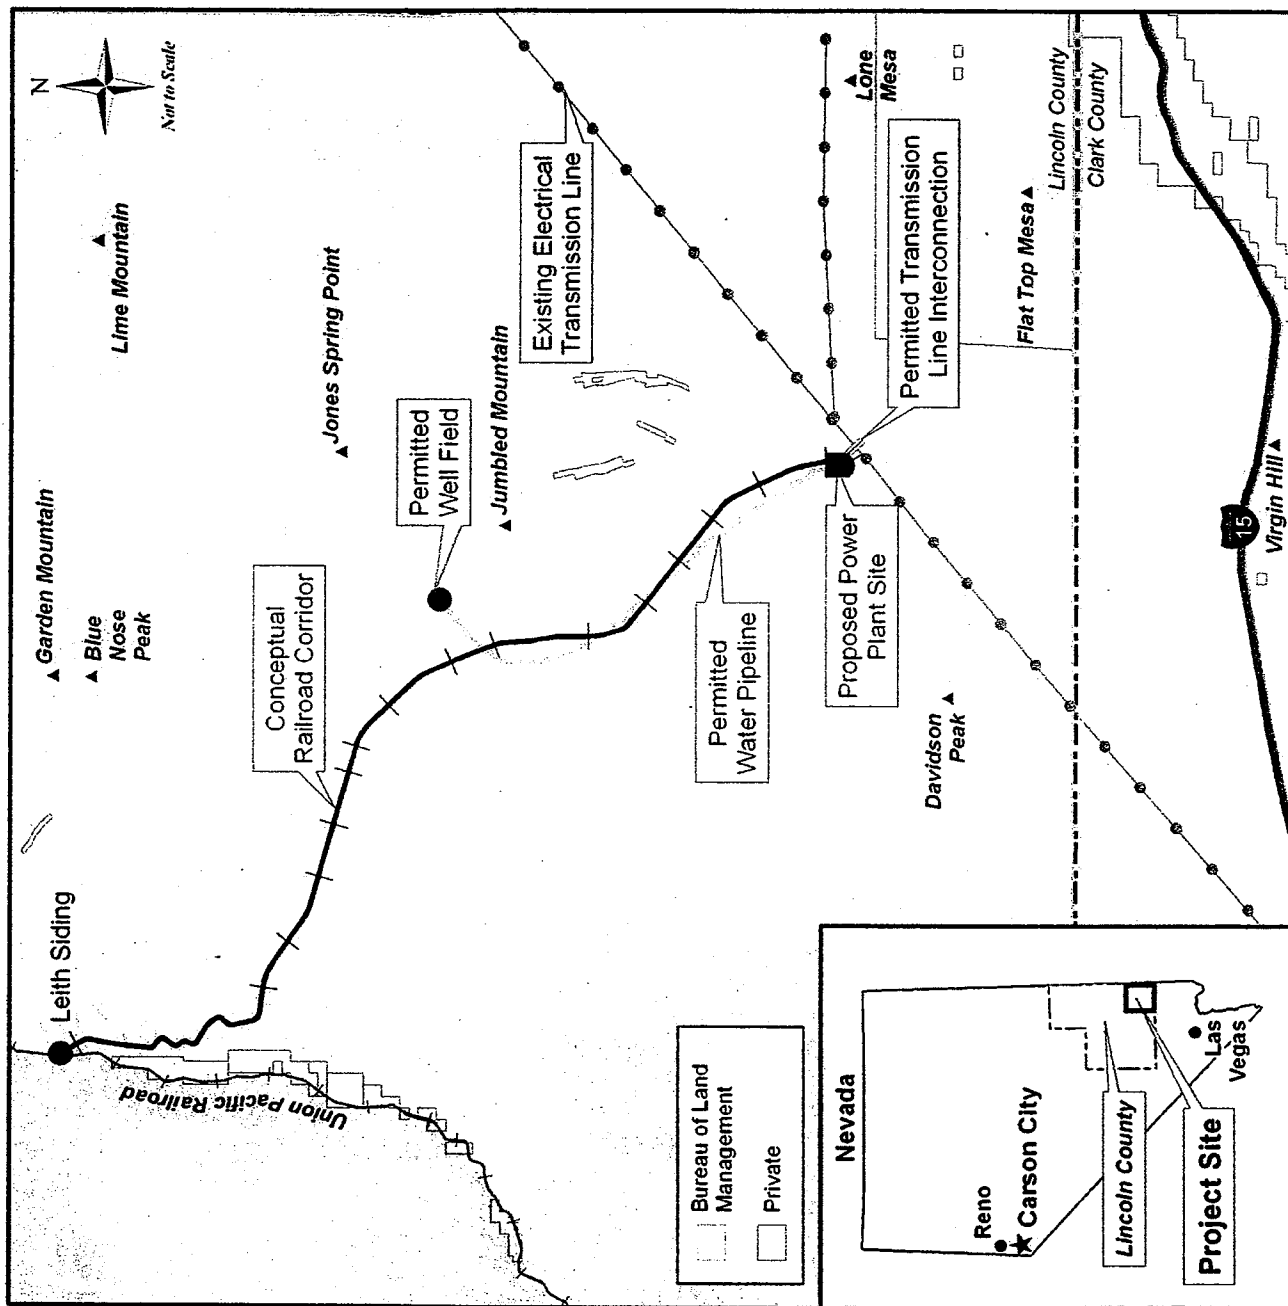 N
Not to Scale
Garden Mountain
Blue
Nose
Peak
Lime Mountain
Jones Spring Point
Leith Siding
Conceptual
Railroad Corridor
Permitted
Well Field
Jumbled Mountain
Existing Electrical
Transmission Line
Union Pacific Railroad
Permitted
Water Pipeline
Proposed Power
Plant Site
Permitted Transmission
Line Interconnection
Lone
Mesa
Davidson
Peak
Flat Top Mesa
Lincoln County
Clark County
15
Virgin Hill
Bureau of Land
Management
Private
Nevada
Reno
Carson City
Lincoln County
Project Site
Las
Vegas